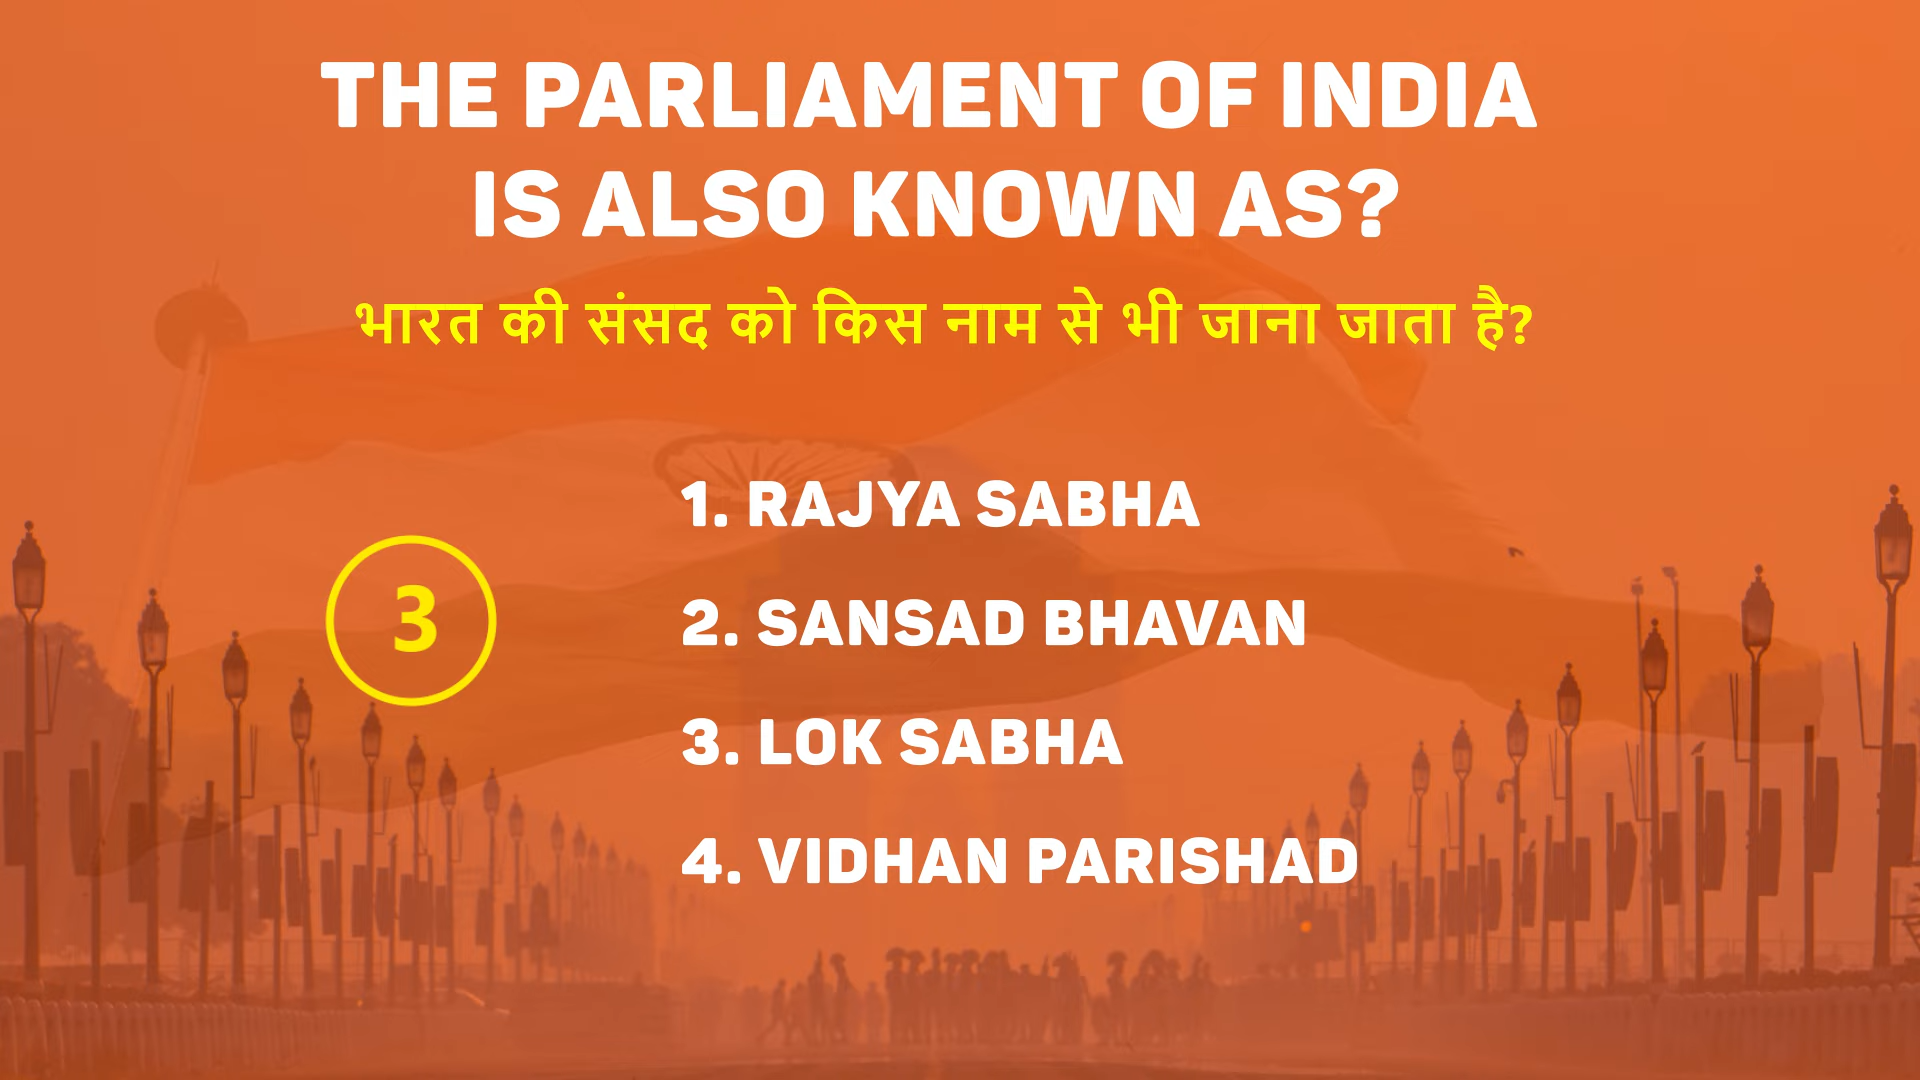 THE PARLIAMENT OF INDIA
IS ALSO KNOWN AS?
भारत की संसद को किस नाम से भी जाना जाता है?
1. RAJYA SABHA
3
2. SANSAD BHAVAN
3. LOK SABHA
4. VIDHAN PARISHAD